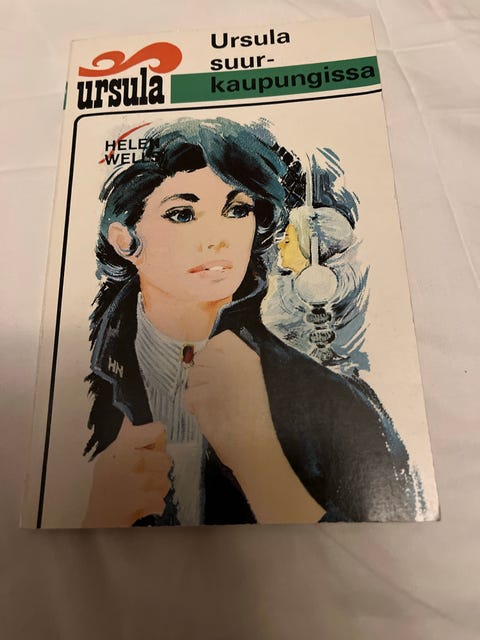 ursula
Ursula
suur-
kaupungissa
HELEN
WELLS
HN